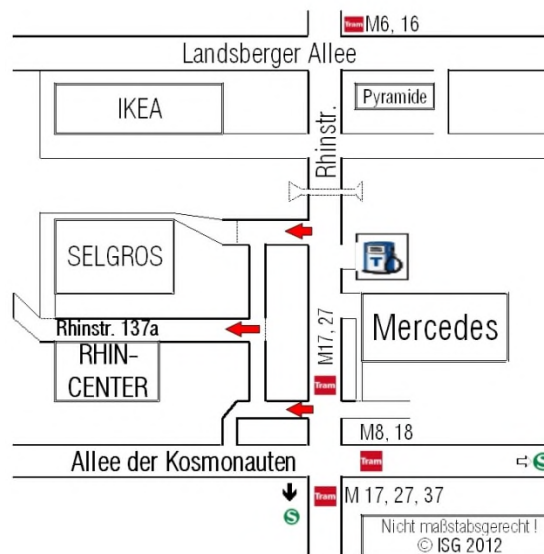 Tram M6, 16
Landsberger Allee
IKEA
Pyramide
Rhinstr.
SELGROS
T
Rhinstr. 137a
Mercedes
RHIN-
CENTER
M17, 27
Tram
M8, 18
Allee der Kosmonauten
Tram
S
Tram M 17, 27, 37
S
Nicht maßstabsgerecht !
© ISG 2012